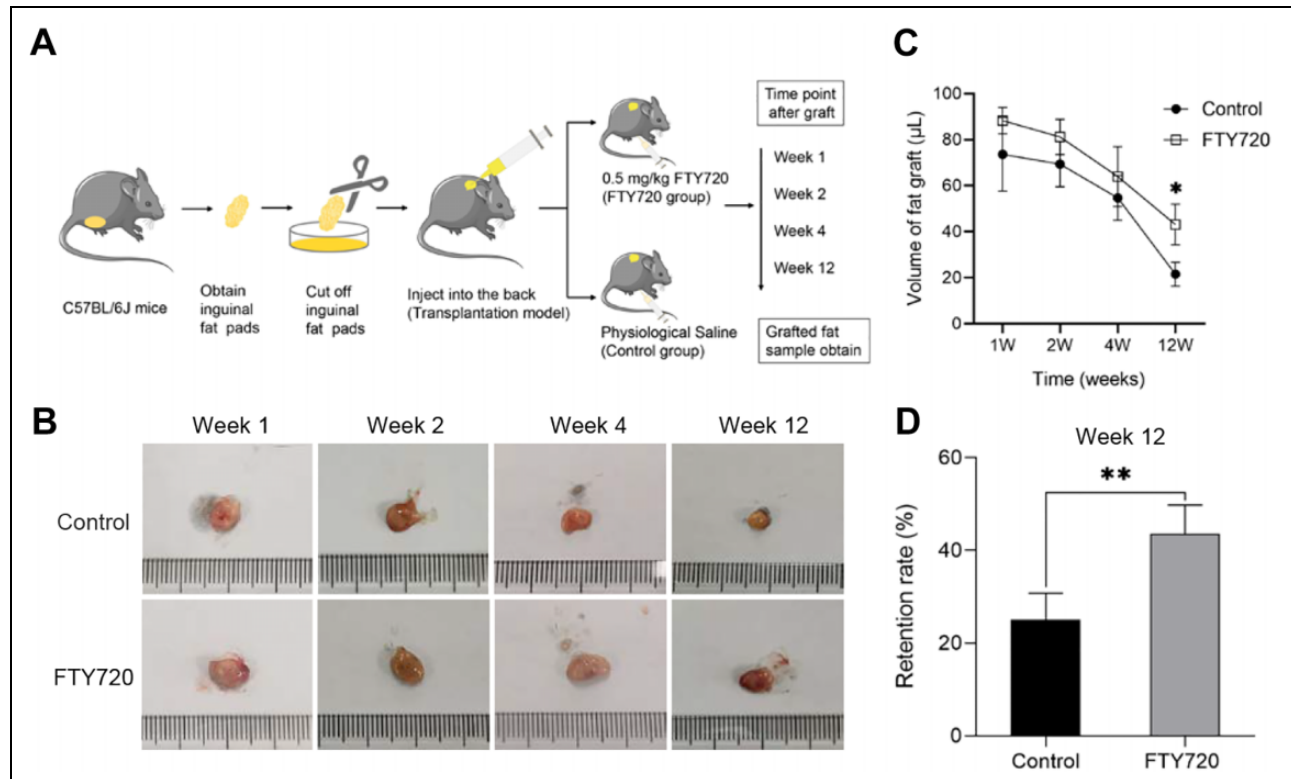 A
C57BL/6J mice
Obtain
inguinal
fat pads
Cut off
inguinal
fat pads
Inject into the back
(Transplantation model)
0.5 mg/kg FTY720
(FTY720 group)
Physiological Saline
(Control group)
Time point
after graft
Week 1
Week 2
Week 4
Week 12
Grafted fat
sample obtain
C
Volume of fat graft (μL)
100
80
60
40
20
0
1W
2W
4W
12W
Time (weeks)
Control
FTY720
*
B
Week 1
Week 2
Week 4
Week 12
Control
FTY720
D
Week 12
**
Retention rate (%)
60
40
20
0
Control
FTY720